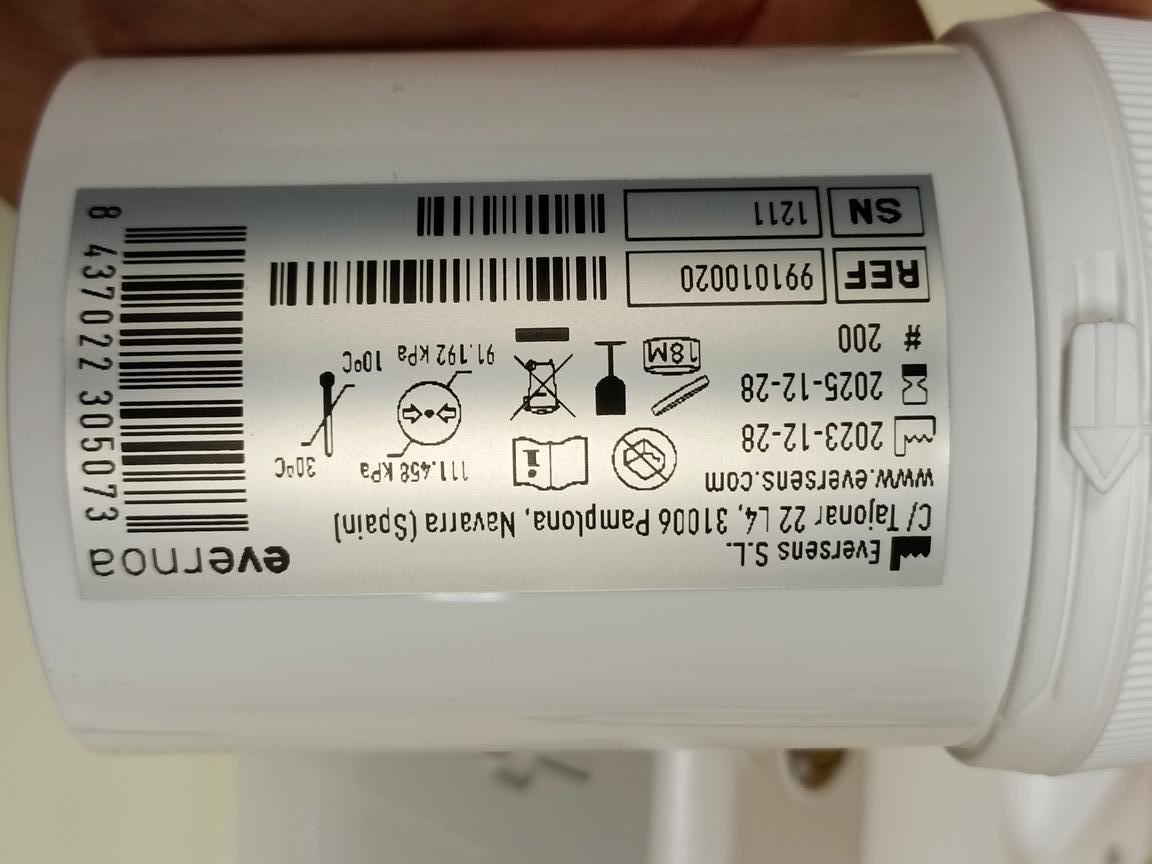 evernoa
Eversens S.L.
C/Tajonar 22 L4, 31006 Pamplona, Navarra (Spain)
www.eversens.com
2023-12-28
2025-12-28
# 200
18M
111.458 kPa
91.192 kPa
30ºC
10ºC
REF 991010020
SN 1211
8 437022 305073